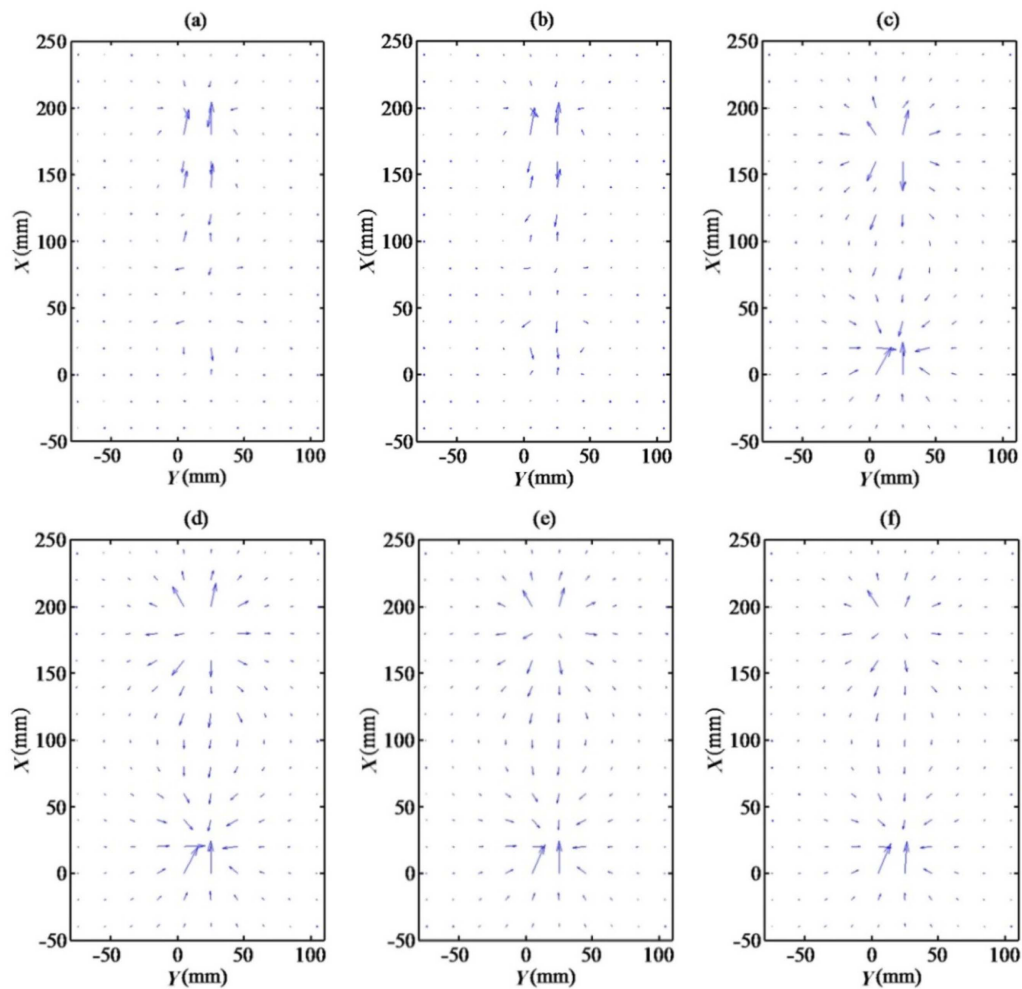 (a) (b) (c)
250 250 250
200 200 200
150 150 150
X(mm) X(mm) X(mm)
100 100 100
50 50 50
0 0 0
-50 -50 -50
-50 0 50 100 -50 0 50 100 -50 0 50 100
Y(mm) Y(mm) Y(mm)
(d) (e) (f)
250 250 250
200 200 200
150 150 150
X(mm) X(mm) X(mm)
100 100 100
50 50 50
0 0 0
-50 -50 -50
-50 0 50 100 -50 0 50 100 -50 0 50 100
Y(mm) Y(mm) Y(mm)